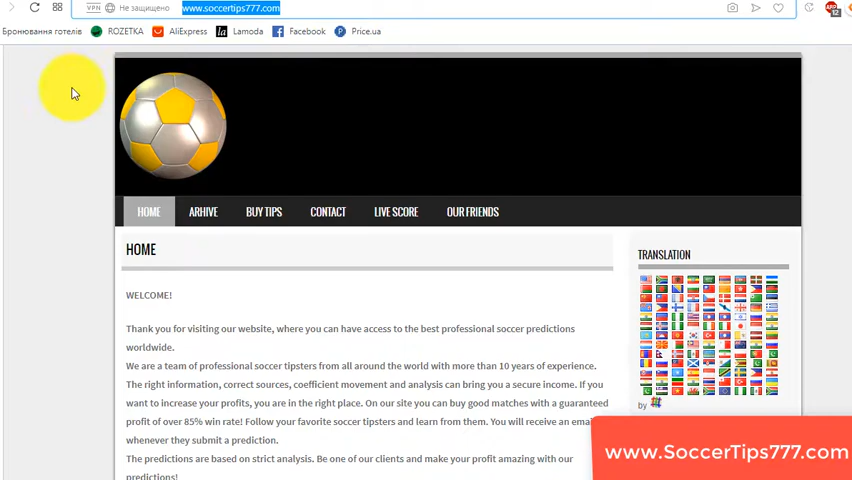 VPN Не защищено www.soccertips777.com
12
Бронювання готелів ROZETKA AliExpress la Lamoda Facebook P Price.ua
HOME ARHIVE BUY TIPS CONTACT LIVE SCORE OUR FRIENDS
HOME
TRANSLATION
WELCOME!
Thank you for visiting our website, where you can have access to the best professional soccer predictions
worldwide.
We are a team of professional soccer tipsters from all around the world with more than 10 years of experience.
The right information, correct sources, coefficient movement and analysis can bring you a secure income. If you
want to increase your profits, you are in the right place. On our site you can buy good matches with a guaranteed
profit of over 85% win rate! Follow your favorite soccer tipsters and learn from them. You will receive an
whenever they submit a prediction.
The predictions are based on strict analysis. Be one of our clients and make your profit amazing with our
predictions!
by #
www.SoccerTips777.com